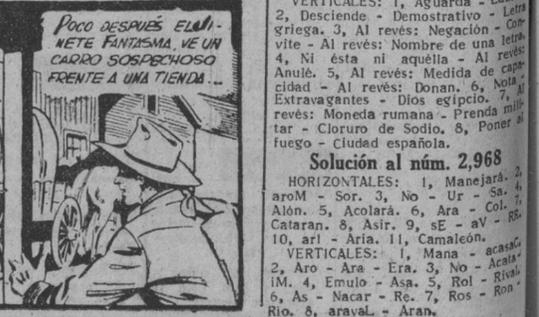 POCO DESPUÉS EL JI-
NETE FANTASMA, VE UN
CARRO SOSPECHOSO
FRENTE A UNA TIENDA...
VERTICALES: 1, Aguarda -
2, Desciende - Demostrativo - Letra
griega. 3, Al revés: Negación - Con-
vite - Al revés: Nombre de una letra.
4, Ni ésta ni aquélla - Al revés:
Anulé. 5, Al revés: Medida de capa-
cidad - Al revés: Donan. 6, Nota -
Extravagantes - Dios egipcio. 7, Al
revés: Moneda rumana - Prenda mili-
tar - Cloruro de Sodio. 8, Poner al
fuego - Ciudad española.
Solución al núm. 2,968
HORIZONTALES: 1, Manejará. 2,
aroM - Sor. 3, No - Ur - Sa. 4,
Alón. 5, Acolará. 6, Ara - Col. 7,
Cataran. 8, Asir. 9, sE - aV - RR.
10, arI - Aria. 11, Camaleón.
VERTICALES: 1, Mana - acasaC.
2, Aro - Ara - Era. 3, No - Acata -
iM. 4, Emulo - Asa. 5, Rol - Rival.
6, As - Nacar - Re. 7, Ros - Ron -
Rio. 8, aravaL - Aran.